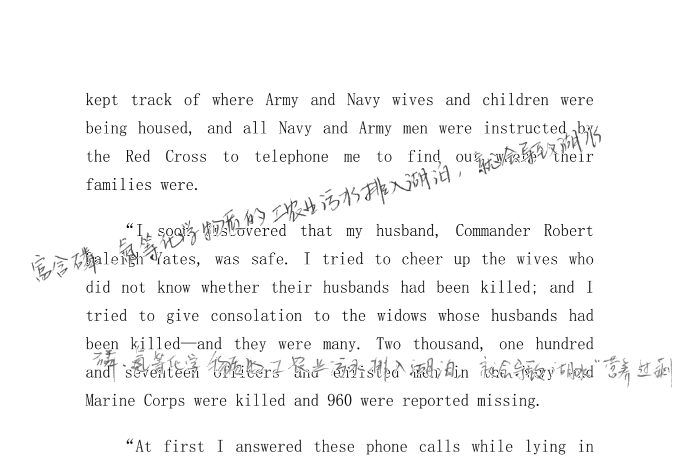 kept track of where Army and Navy wives and children were
being housed, and all Navy and Army men were instructed by
the Red Cross to telephone me to find out where their
families were.
富含磷、氮等化学物质的工农业污水排入湖泊,就会导致湖水
“I soon discovered that my husband, Commander Robert
Raleigh Yates, was safe. I tried to cheer up the wives who
did not know whether their husbands had been killed; and I
tried to give consolation to the widows whose husbands had
been killed—and they were many. Two thousand, one hundred
磷、氮等化学物质的工农业污水排入湖泊,就会导致湖水“营养过剩
and seventeen officers and enlisted men in the Navy and
Marine Corps were killed and 960 were reported missing.
“At first I answered these phone calls while lying in